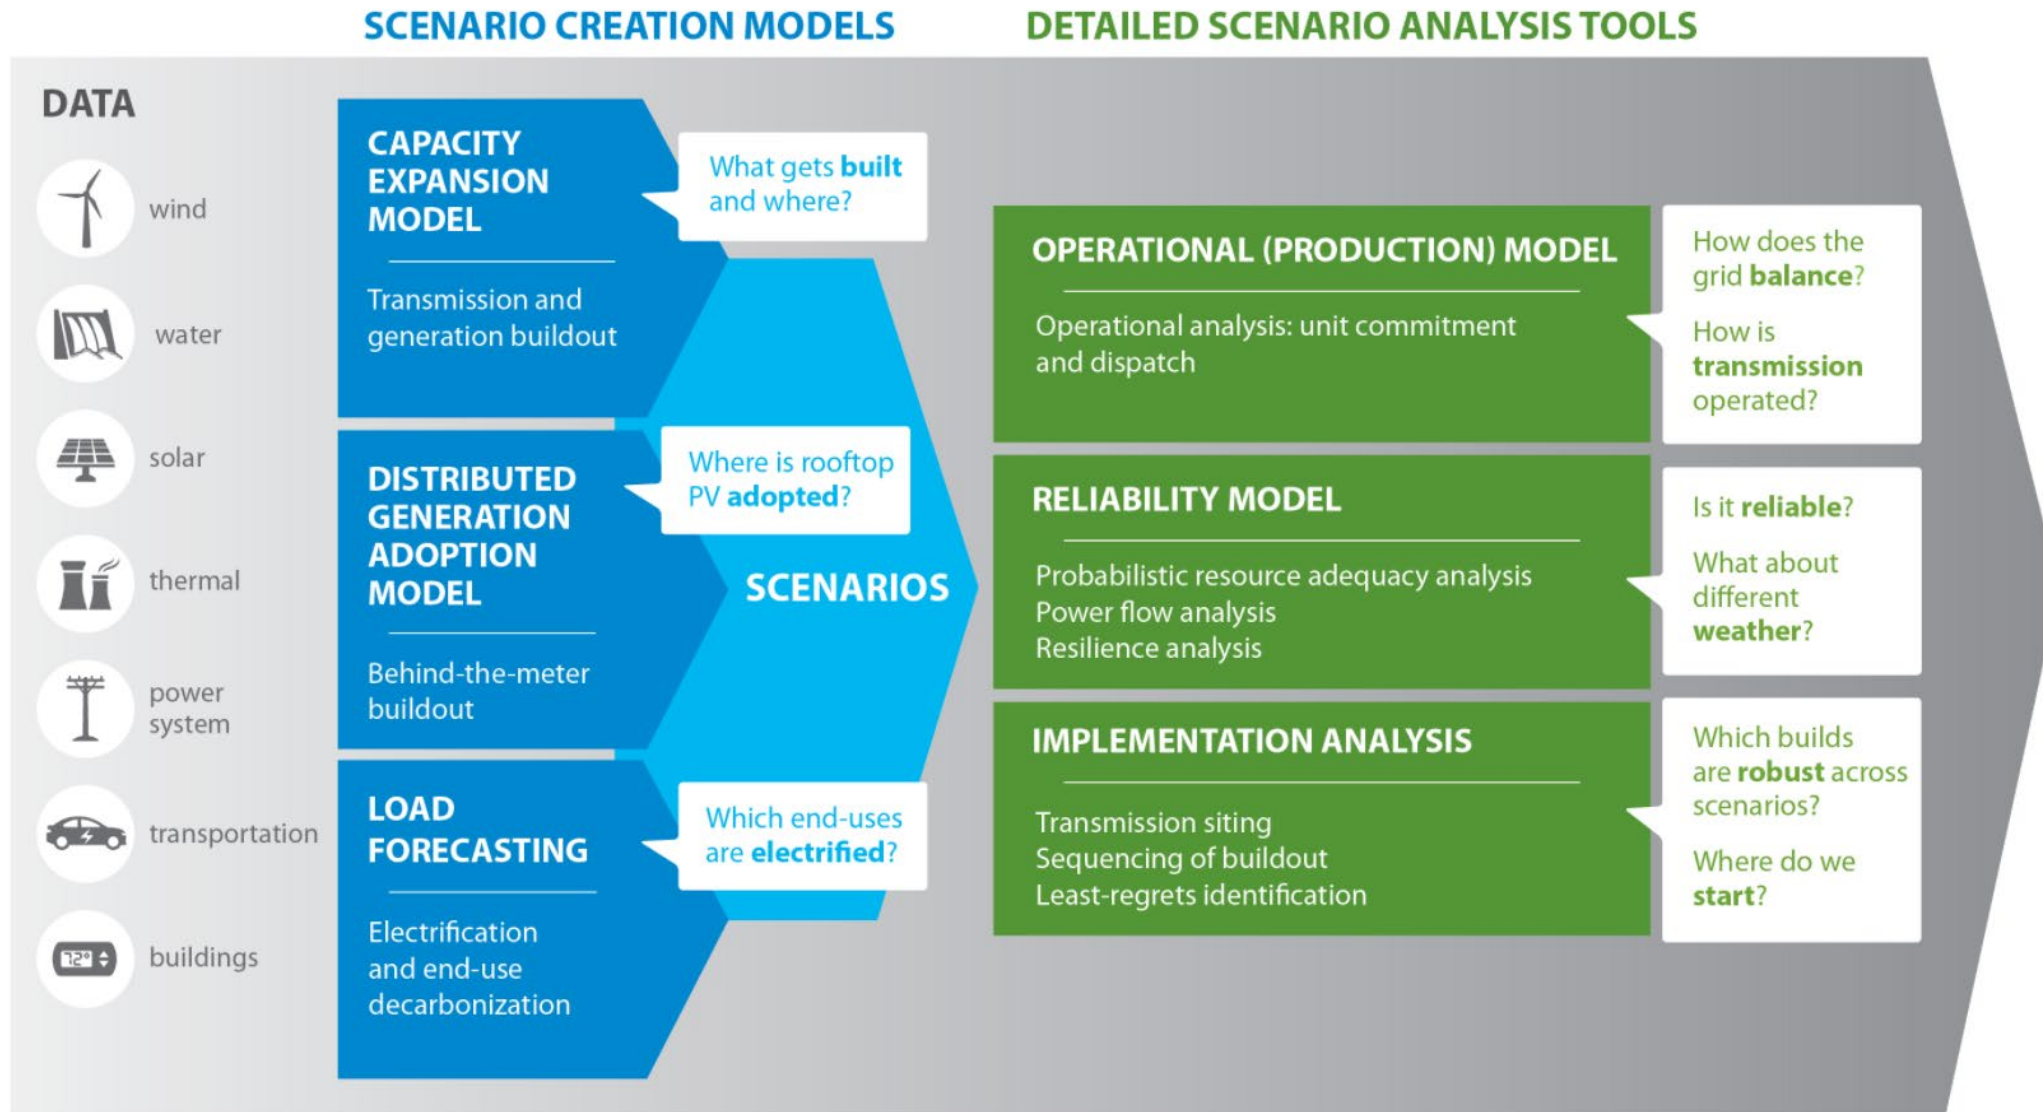 SCENARIO CREATION MODELS
DETAILED SCENARIO ANALYSIS TOOLS
DATA
wind
water
solar
thermal
power
system
transportation
72°
buildings
CAPACITY
EXPANSION
MODEL
Transmission and
generation buildout
What gets built
and where?
DISTRIBUTED
GENERATION
ADOPTION
MODEL
Behind-the-meter
buildout
Where is rooftop
PV adopted?
LOAD
FORECASTING
Electrification
and end-use
decarbonization
Which end-uses
are electrified?
SCENARIOS
OPERATIONAL (PRODUCTION) MODEL
Operational analysis: unit commitment
and dispatch
How does the
grid balance?
How is
transmission
operated?
RELIABILITY MODEL
Probabilistic resource adequacy analysis
Power flow analysis
Resilience analysis
Is it reliable?
What about
different
weather?
IMPLEMENTATION ANALYSIS
Transmission siting
Sequencing of buildout
Least-regrets identification
Which builds
are robust across
scenarios?
Where do we
start?